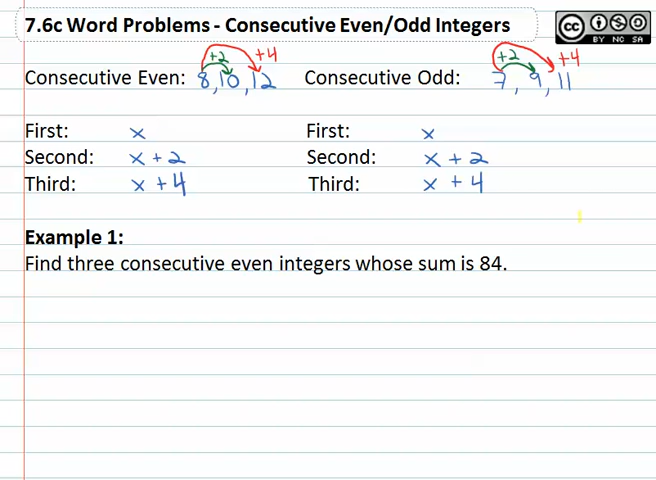 7.6c Word Problems - Consecutive Even/Odd Integers
cc BY NC SA
+2 +4 +2 +4
Consecutive Even: 8, 10, 12 Consecutive Odd: 7, 9, 11
First: x First: x
Second: x + 2 Second: x + 2
Third: x + 4 Third: x + 4
Example 1:
Find three consecutive even integers whose sum is 84.